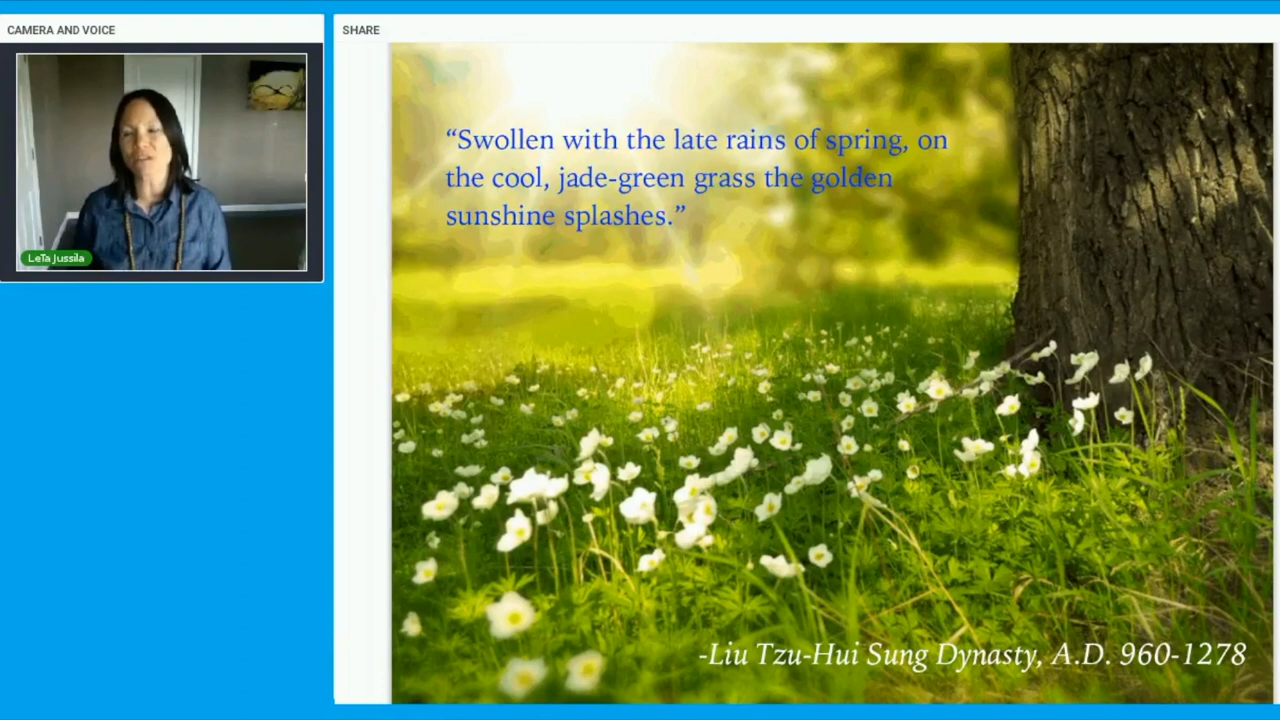 CAMERA AND VOICE
LeTa Jussila
SHARE
“Swollen with the late rains of spring, on
the cool, jade-green grass the golden
sunshine splashes.”
-Liu Tzu-Hui Sung Dynasty, A.D. 960-1278